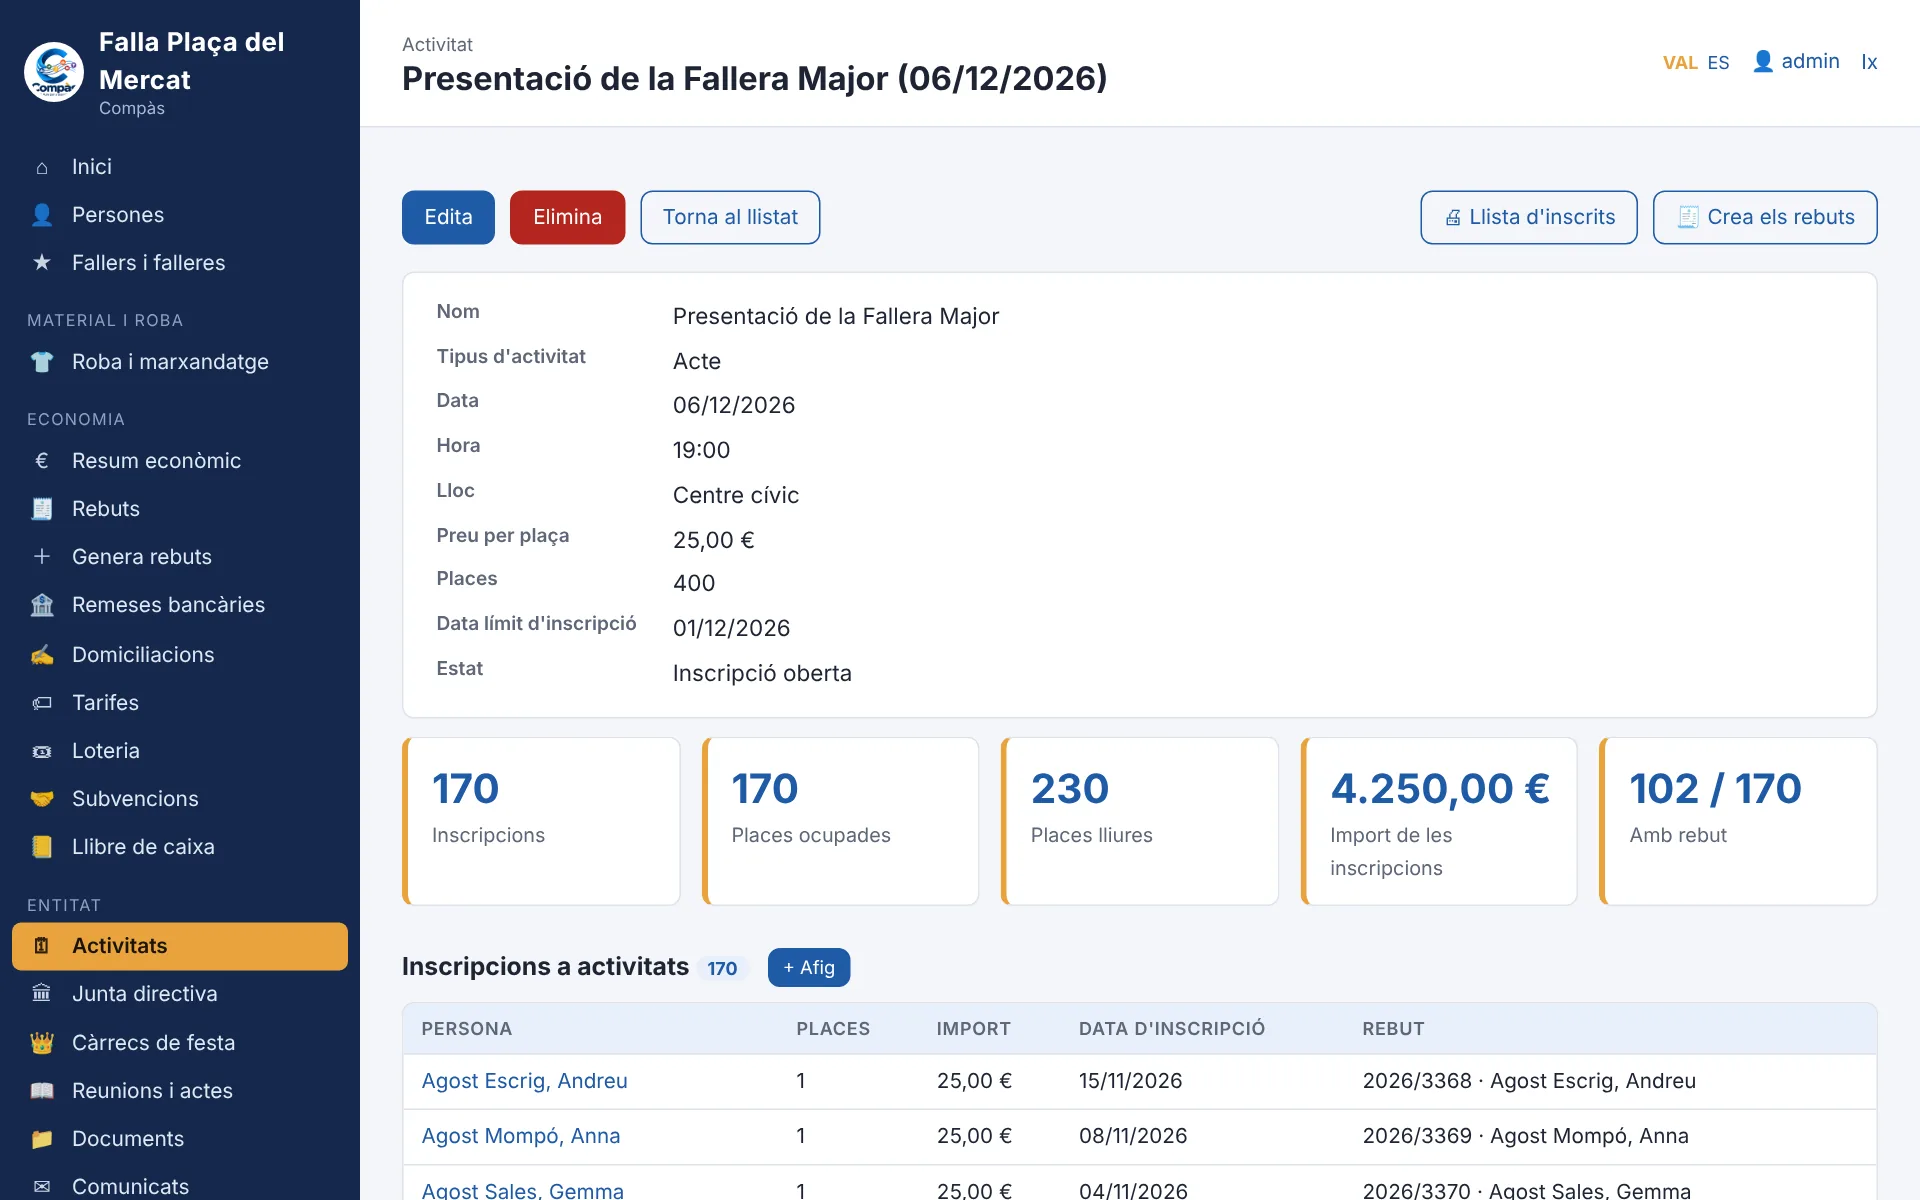 Falla Plaça del
Mercat
Compàs
Inici
Persones
Fallers i falleres
MATERIAL I ROBA
Roba i marxandatge
ECONOMIA
€ Resum econòmic
Rebuts
Genera rebuts
Remeses bancàries
Domiciliacions
Tarifes
Loteria
Subvencions
Llibre de caixa
ENTITAT
Activitats
Junta directiva
Càrrecs de festa
Reunions i actes
Documents
Comunicats
Activitat
Presentació de la Fallera Major (06/12/2026)
VAL ES admin Ix
Edita Elimina Torna al llistat Llista d'inscrits Crea els rebuts
Nom Presentació de la Fallera Major
Tipus d'activitat Acte
Data 06/12/2026
Hora 19:00
Lloc Centre cívic
Preu per plaça 25,00 €
Places 400
Data límit d'inscripció 01/12/2026
Estat Inscripció oberta
170
Inscripcions
170
Places ocupades
230
Places lliures
4.250,00 €
Import de les
inscripcions
102 / 170
Amb rebut
Inscripcions a activitats 170 + Afig
PERSONA PLACES IMPORT DATA D'INSCRIPCIÓ REBUT
Agost Escrig, Andreu 1 25,00 € 15/11/2026 2026/3368 · Agost Escrig, Andreu
Agost Mompó, Anna 1 25,00 € 08/11/2026 2026/3369 · Agost Mompó, Anna
Agost Sales, Gemma 1 25,00 € 04/11/2026 2026/3370 · Agost Sales, Gemma